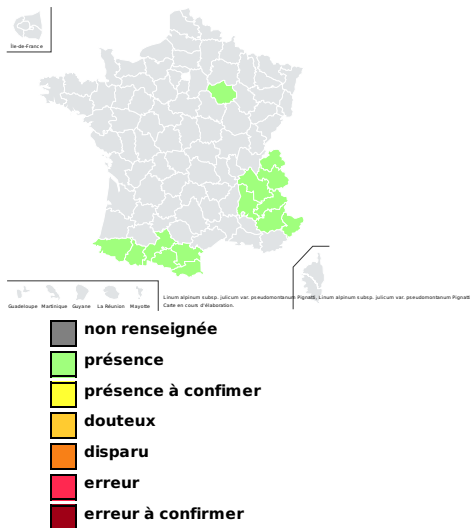 Île-de-France
Guadeloupe Martinique Guyane La Réunion Mayotte
Linum alpinum subsp. julicum var. pseudomontanum Pignatti, Linum alpinum subsp. julicum var. pseudomontanum Pignatti
Carte en cours d'élaboration.
non renseignée
présence
présence à confimer
douteux
disparu
erreur
erreur à confirmer